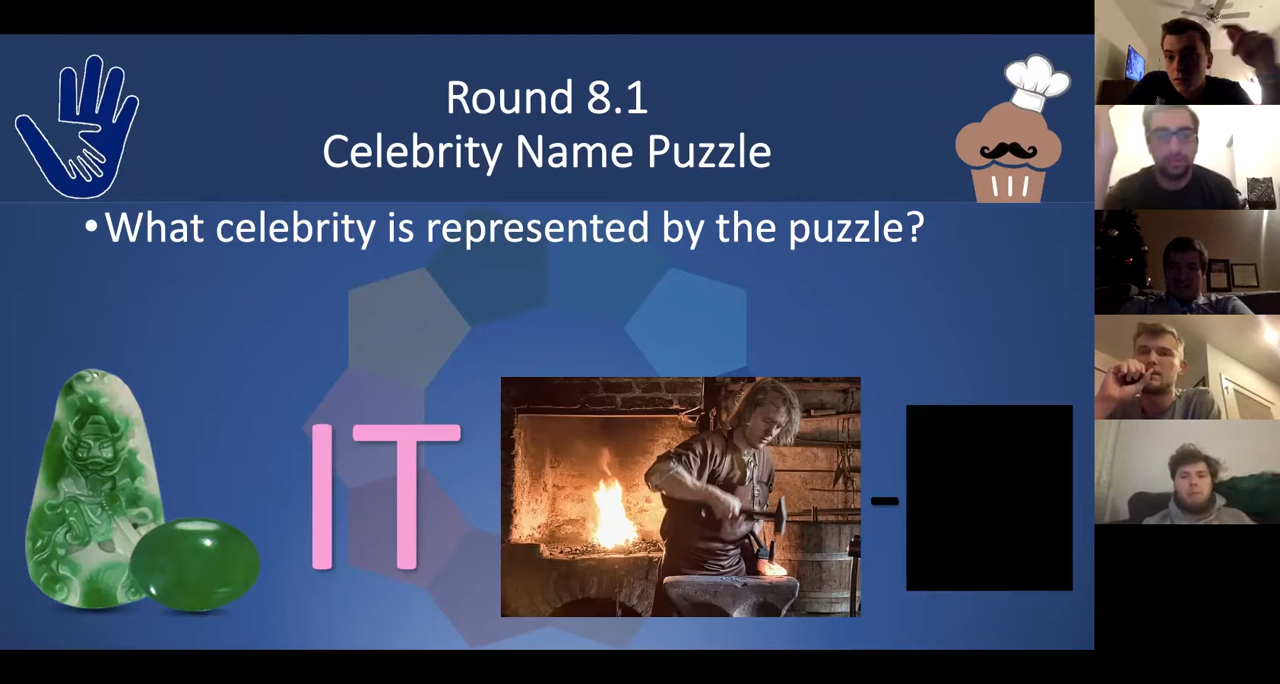 Round 8.1
Celebrity Name Puzzle
•What celebrity is represented by the puzzle?
IT
-